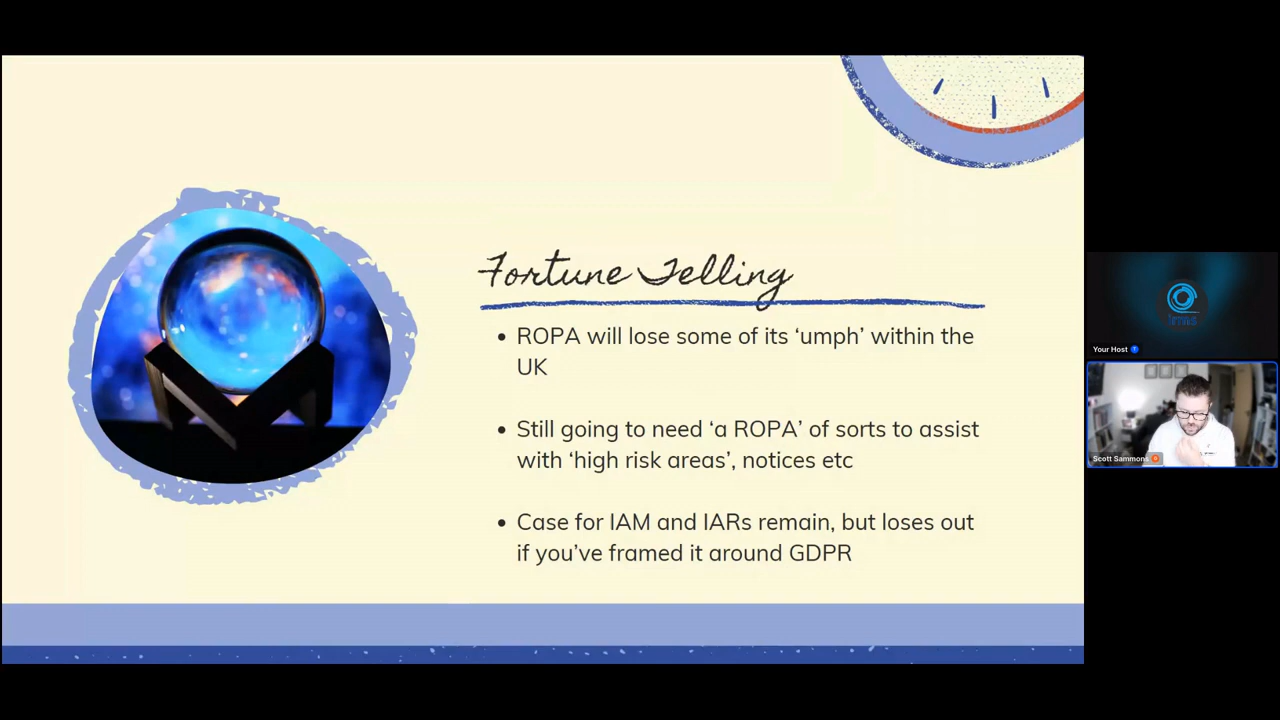 Fortune Telling
• ROPA will lose some of its ‘umph’ within the
UK
• Still going to need ‘a ROPA’ of sorts to assist
with ‘high risk areas’, notices etc
• Case for IAM and IARs remain, but loses out
if you’ve framed it around GDPR
irms
Your Host
Scott Sammons